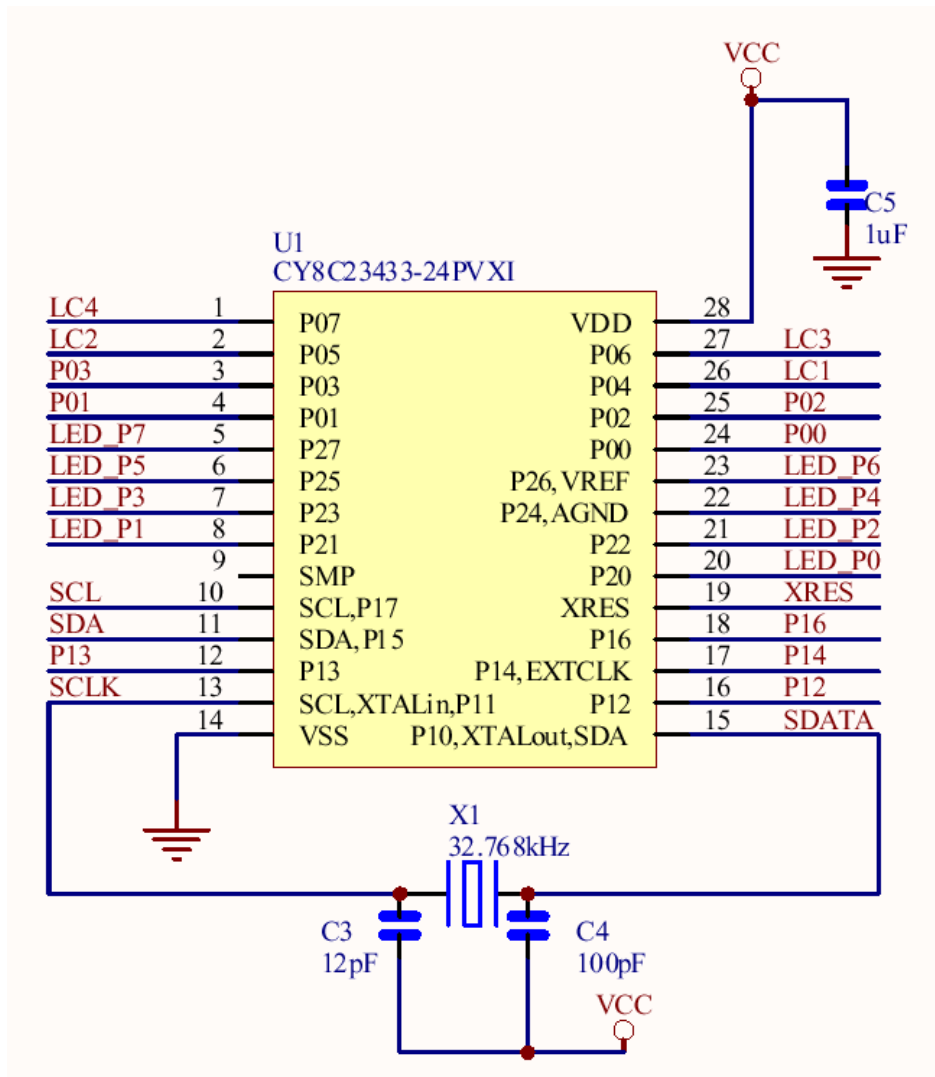 VCC
C5
1uF
U1
CY8C23433-24PVXI
LC4 1 P07 VDD 28
LC2 2 P05 P06 27 LC3
P03 3 P03 P04 26 LC1
P01 4 P01 P02 25 P02
LED_P7 5 P27 P00 24 P00
LED_P5 6 P25 P26,VREF 23 LED_P6
LED_P3 7 P23 P24,AGND 22 LED_P4
LED_P1 8 P21 P22 21 LED_P2
9 SMP P20 20 LED_P0
SCL 10 SCL,P17 XRES 19 XRES
SDA 11 SDA,P15 P16 18 P16
P13 12 P13 P14,EXTCLK 17 P14
SCLK 13 SCL,XTALin,P11 P12 16 P12
14 VSS P10,XTALout,SDA 15 SDATA
X1
32.768kHz
C3
12pF
C4
100pF
VCC